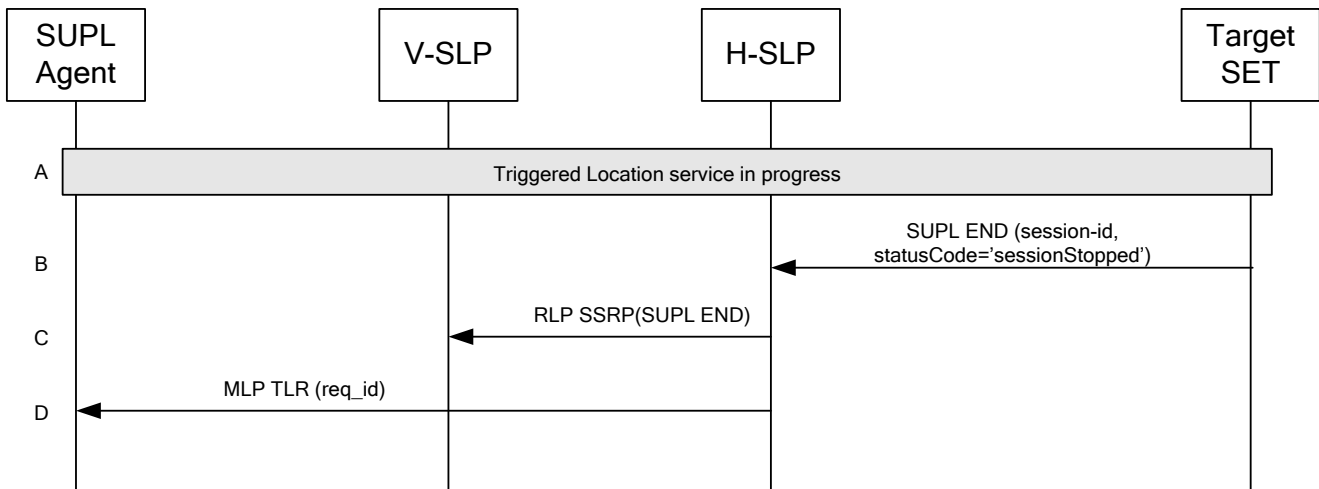 SUPL
Agent
V-SLP
H-SLP
Target
SET
A
Triggered Location service in progress
SUPL END (session-id,
statusCode=’sessionStopped’)
B
RLP SSRP(SUPL END)
C
MLP TLR (req_id)
D